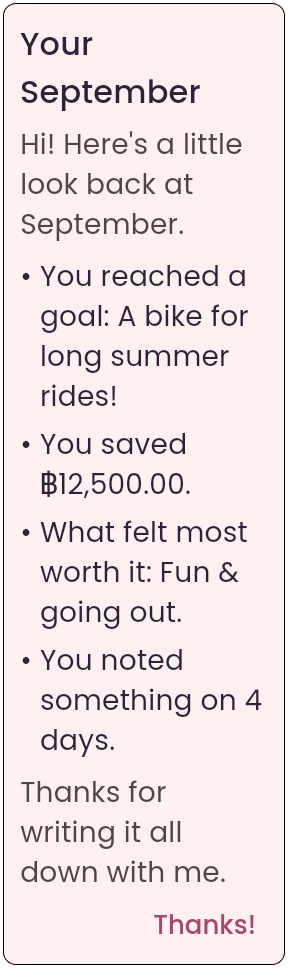 Your
September
Hi! Here's a little
look back at
September.
• You reached a
goal: A bike for
long summer
rides!
• You saved
฿12,500.00.
• What felt most
worth it: Fun &
going out.
• You noted
something on 4
days.
Thanks for
writing it all
down with me.
Thanks!